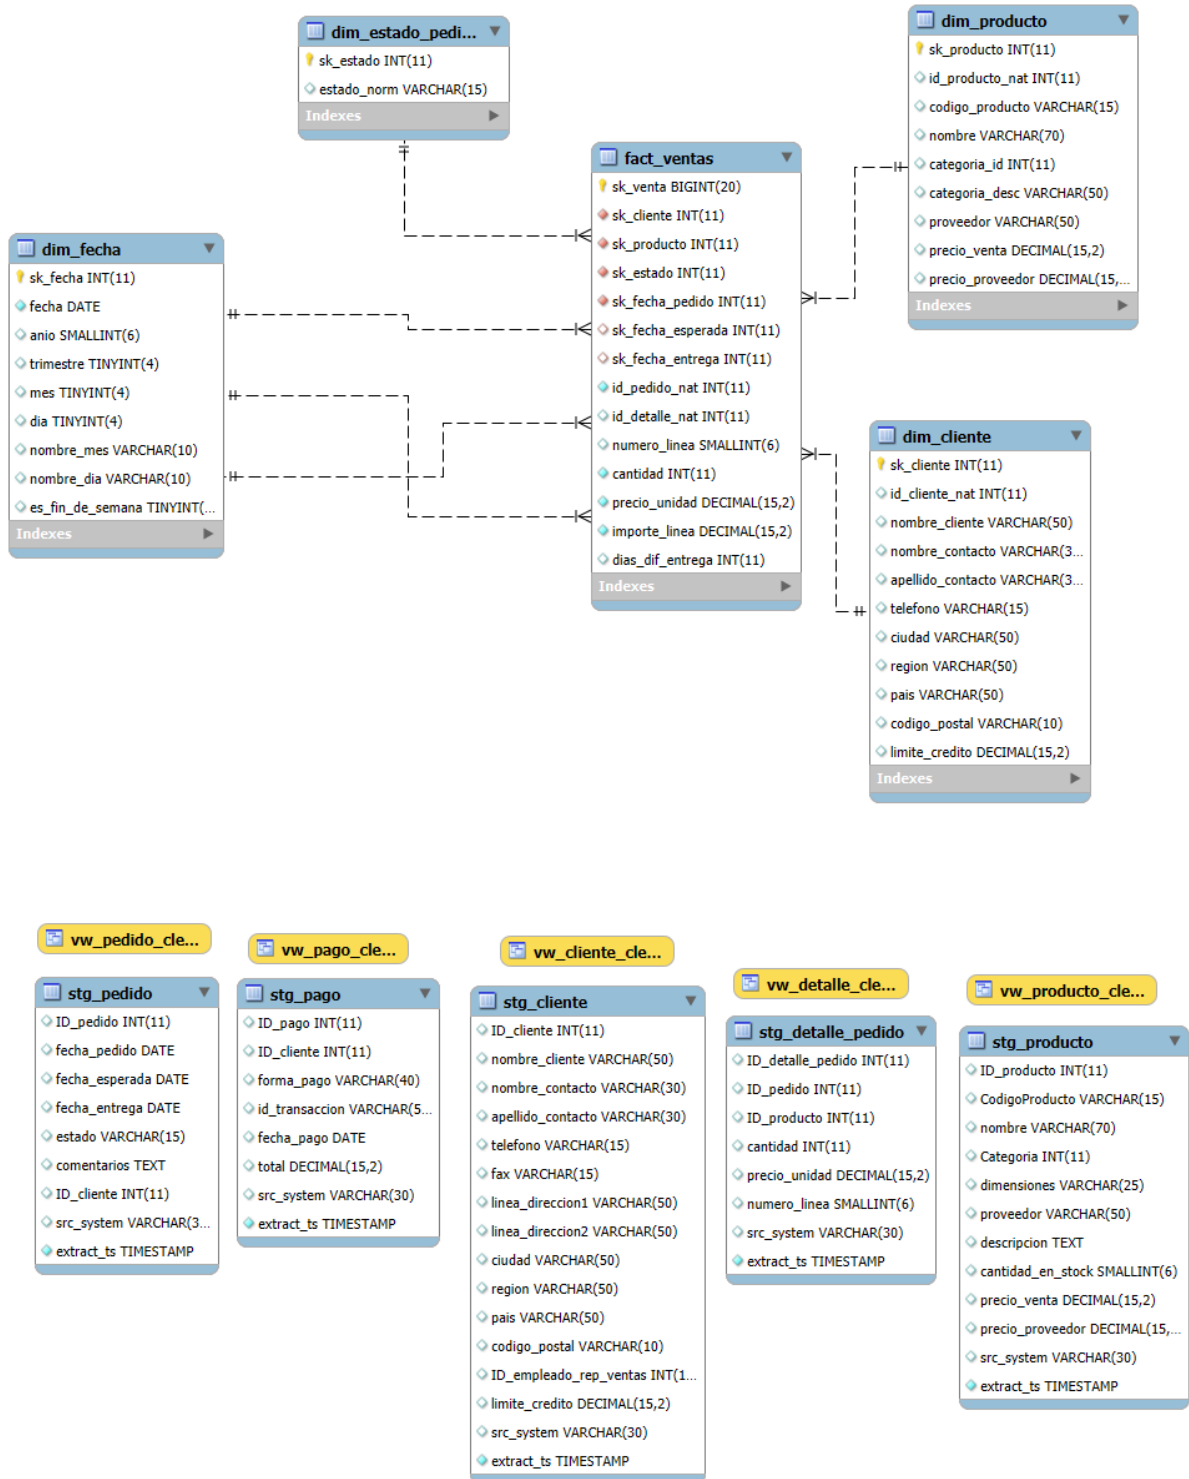 dim_estado_pedi...
sk_estado INT(11)
estado_norm VARCHAR(15)
Indexes
dim_producto
sk_producto INT(11)
id_producto_nat INT(11)
codigo_producto VARCHAR(15)
nombre VARCHAR(70)
categoria_id INT(11)
categoria_desc VARCHAR(50)
proveedor VARCHAR(50)
precio_venta DECIMAL(15,2)
precio_proveedor DECIMAL(15,...
Indexes
fact_ventas
sk_venta BIGINT(20)
sk_cliente INT(11)
sk_producto INT(11)
sk_estado INT(11)
sk_fecha_pedido INT(11)
sk_fecha_esperada INT(11)
sk_fecha_entrega INT(11)
id_pedido_nat INT(11)
id_detalle_nat INT(11)
numero_linea SMALLINT(6)
cantidad INT(11)
precio_unidad DECIMAL(15,2)
importe_linea DECIMAL(15,2)
dias_dif_entrega INT(11)
Indexes
dim_fecha
sk_fecha INT(11)
fecha DATE
anio SMALLINT(6)
trimestre TINYINT(4)
mes TINYINT(4)
dia TINYINT(4)
nombre_mes VARCHAR(10)
nombre_dia VARCHAR(10)
es_fin_de_semana TINYINT(...
Indexes
dim_cliente
sk_cliente INT(11)
id_cliente_nat INT(11)
nombre_cliente VARCHAR(50)
nombre_contacto VARCHAR(3...
apellido_contacto VARCHAR(3...
telefono VARCHAR(15)
ciudad VARCHAR(50)
region VARCHAR(50)
pais VARCHAR(50)
codigo_postal VARCHAR(10)
limite_credito DECIMAL(15,2)
Indexes
vw_pedido_cle...
stg_pedido
ID_pedido INT(11)
fecha_pedido DATE
fecha_esperada DATE
fecha_entrega DATE
estado VARCHAR(15)
comentarios TEXT
ID_cliente INT(11)
src_system VARCHAR(3...
extract_ts TIMESTAMP
vw_pago_cle...
stg_pago
ID_pago INT(11)
ID_cliente INT(11)
forma_pago VARCHAR(40)
id_transaccion VARCHAR(5...
fecha_pago DATE
total DECIMAL(15,2)
src_system VARCHAR(30)
extract_ts TIMESTAMP
vw_cliente_cle...
stg_cliente
ID_cliente INT(11)
nombre_cliente VARCHAR(50)
nombre_contacto VARCHAR(30)
apellido_contacto VARCHAR(30)
telefono VARCHAR(15)
fax VARCHAR(15)
linea_direccion1 VARCHAR(50)
linea_direccion2 VARCHAR(50)
ciudad VARCHAR(50)
region VARCHAR(50)
pais VARCHAR(50)
codigo_postal VARCHAR(10)
ID_empleado_rep_ventas INT(1...
limite_credito DECIMAL(15,2)
src_system VARCHAR(30)
extract_ts TIMESTAMP
vw_detalle_cle...
stg_detalle_pedido
ID_detalle_pedido INT(11)
ID_pedido INT(11)
ID_producto INT(11)
cantidad INT(11)
precio_unidad DECIMAL(15,2)
numero_linea SMALLINT(6)
src_system VARCHAR(30)
extract_ts TIMESTAMP
vw_producto_cle...
stg_producto
ID_producto INT(11)
CodigoProducto VARCHAR(15)
nombre VARCHAR(70)
Categoria INT(11)
dimensiones VARCHAR(25)
proveedor VARCHAR(50)
descripcion TEXT
cantidad_en_stock SMALLINT(6)
precio_venta DECIMAL(15,2)
precio_proveedor DECIMAL(15,...
src_system VARCHAR(30)
extract_ts TIMESTAMP